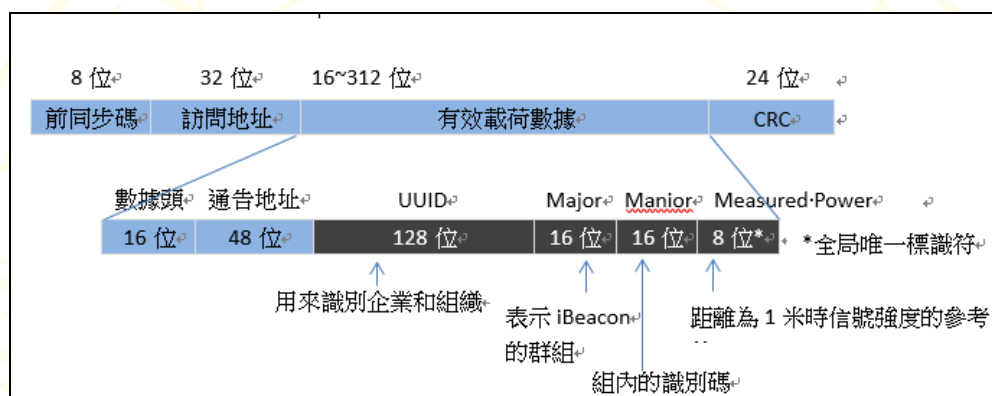 8 位 32 位 16~312 位 24 位
前同步碼 訪問地址 有效載荷數據 CRC
數據頭 通告地址 UUID Major Manior Measured·Power
16 位 48 位 128 位 16 位 16 位 8 位* *全局唯一標識符
用來識別企業和組織
表示 iBeacon
的群組
距離為 1 米時信號強度的參考
組內的識別碼